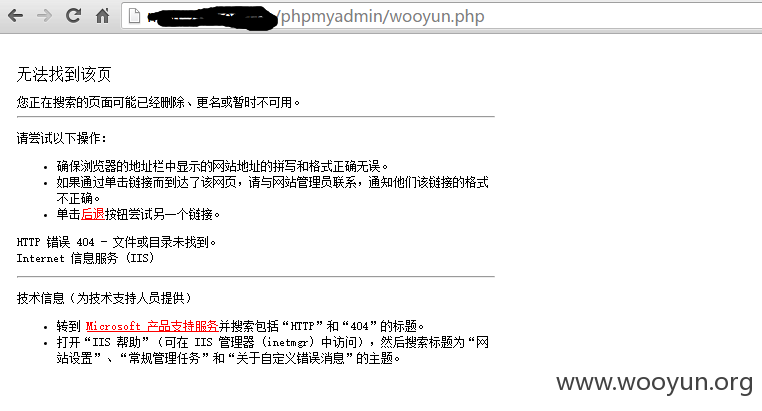 /phpmyadmin/wooyun.php
无法找到该页
您正在搜索的页面可能已经删除、更名或暂时不可用。
请尝试以下操作:
• 确保浏览器的地址栏中显示的网站地址的拼写和格式正确无误。
• 如果通过单击链接而到达了该网页,请与网站管理员联系,通知他们该链接的格式
不正确。
• 单击后退按钮尝试另一个链接。
HTTP 错误 404 - 文件或目录未找到。
Internet 信息服务 (IIS)
技术信息(为技术支持人员提供)
• 转到 Microsoft 产品支持服务并搜索包括“HTTP”和“404”的标题。
• 打开“IIS 帮助”(可在 IIS 管理器 (inetmgr) 中访问),然后搜索标题为“网
站设置”、“常规管理任务”和“关于自定义错误消息”的主题。
www.wooyun.org